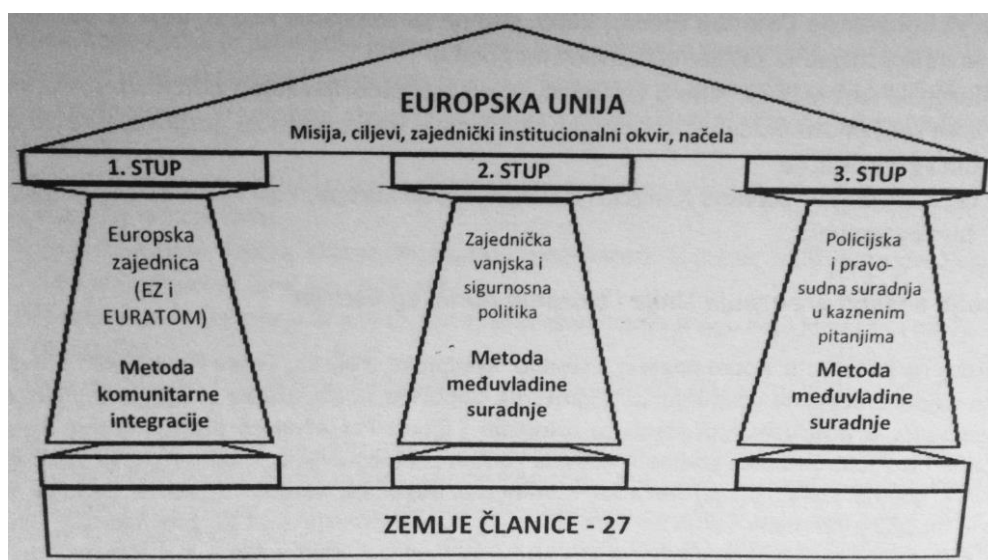 EUROPSKA UNIJA
Misija, ciljevi, zajednički institucionalni okvir, načela
1. STUP
Europska
zajednica
(EZ i
EURATOM)
Metoda
komunitarne
integracije
2. STUP
Zajednička
vanjska i
sigurnosna
politika
Metoda
međuvladine
suradnje
3. STUP
Policijska
i pravo-
sudna suradnja
u kaznenim
pitanjima
Metoda
međuvladine
suradnje
ZEMLJE ČLANICE - 27